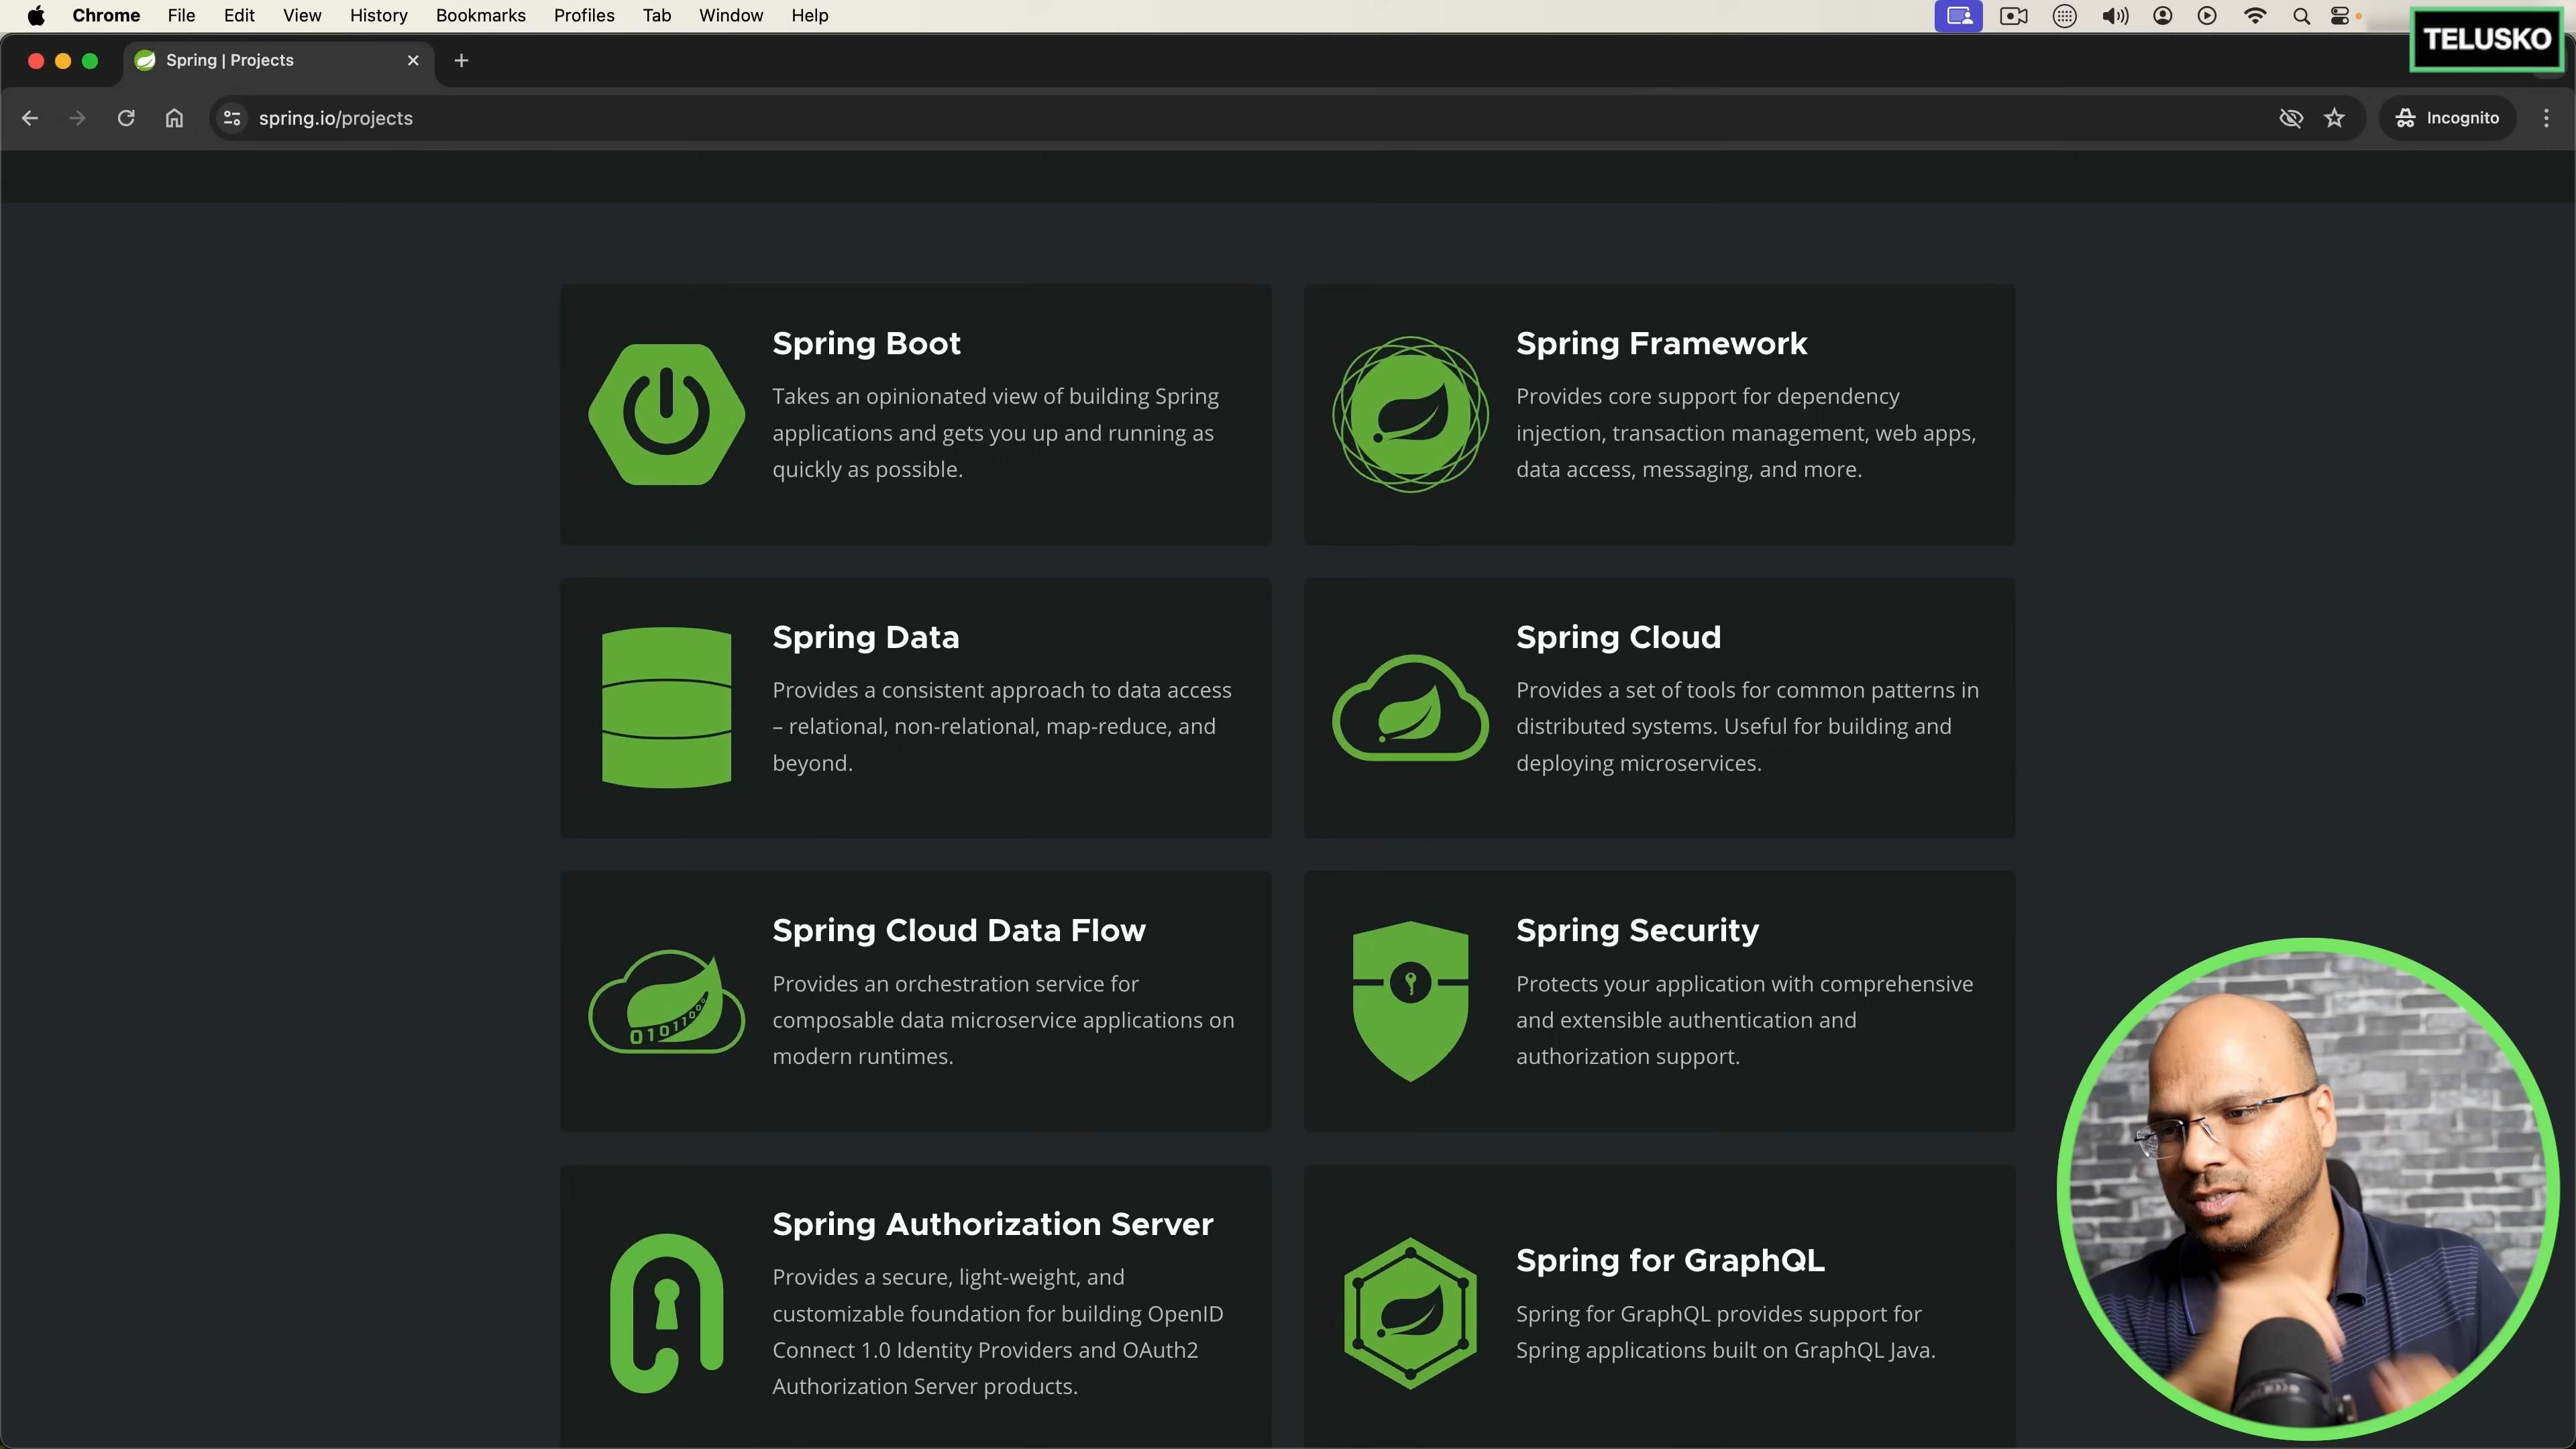 Chrome File Edit View History Bookmarks Profiles Tab Window Help
TELUSKO
Spring | Projects
spring.io/projects
Incognito
Spring Boot
Takes an opinionated view of building Spring
applications and gets you up and running as
quickly as possible.
Spring Framework
Provides core support for dependency
injection, transaction management, web apps,
data access, messaging, and more.
Spring Data
Provides a consistent approach to data access
– relational, non-relational, map-reduce, and
beyond.
Spring Cloud
Provides a set of tools for common patterns in
distributed systems. Useful for building and
deploying microservices.
Spring Cloud Data Flow
Provides an orchestration service for
composable data microservice applications on
modern runtimes.
0101100
Spring Security
Protects your application with comprehensive
and extensible authentication and
authorization support.
Spring Authorization Server
Provides a secure, light-weight, and
customizable foundation for building OpenID
Connect 1.0 Identity Providers and OAuth2
Authorization Server products.
Spring for GraphQL
Spring for GraphQL provides support for
Spring applications built on GraphQL Java.